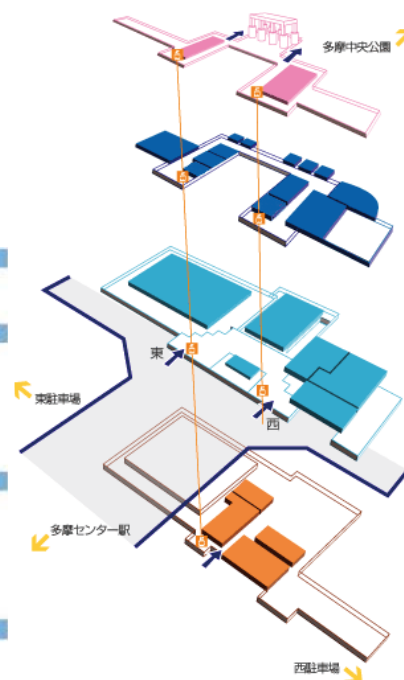 多摩中央公園
東
東駐車場
西
多摩センター駅
西駐車場